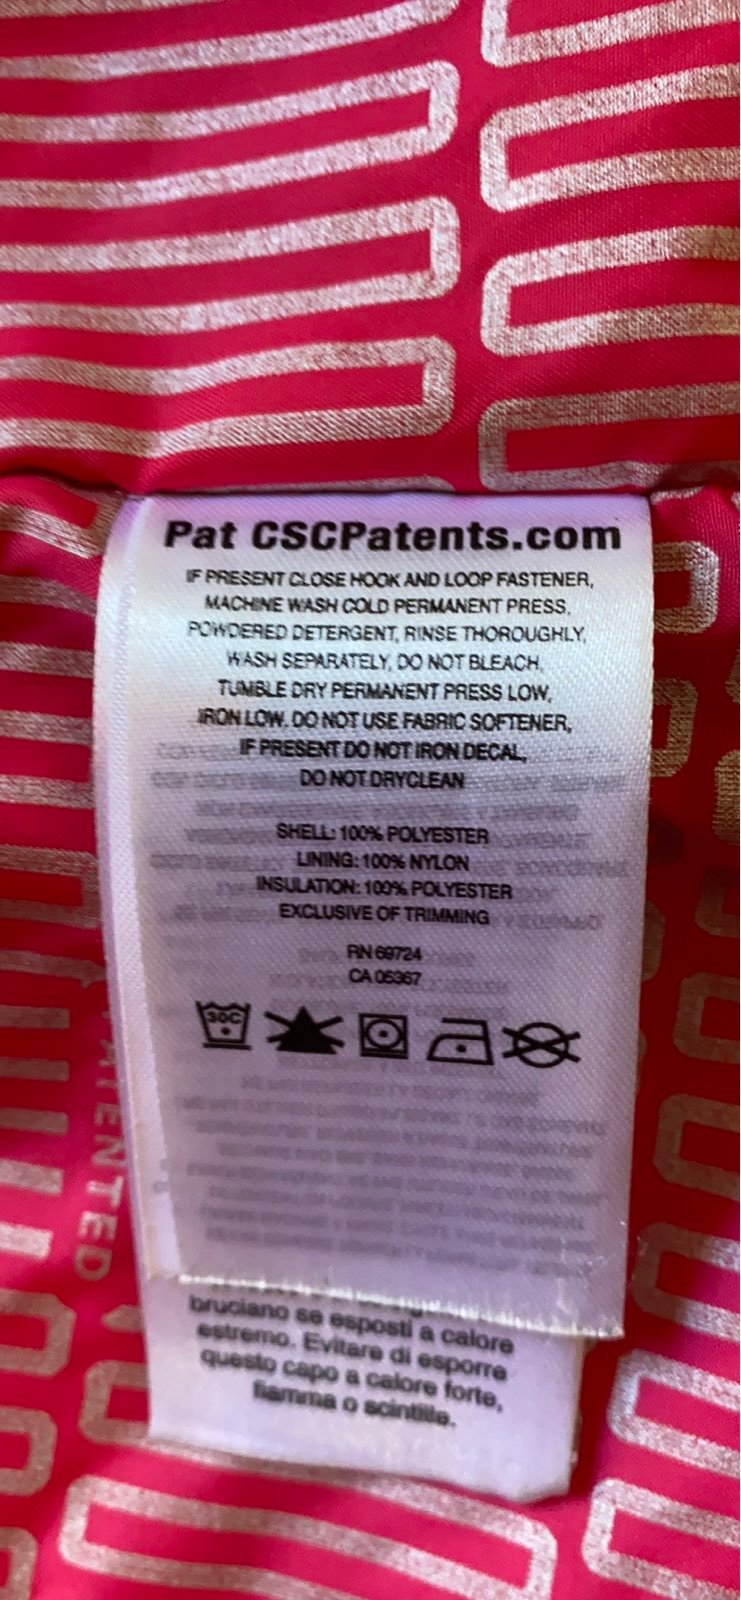 Pat CSCPatents.com
IF PRESENT CLOSE HOOK AND LOOP FASTENER,
MACHINE WASH COLD PERMANENT PRESS,
POWDERED DETERGENT, RINSE THOROUGHLY,
WASH SEPARATELY, DO NOT BLEACH,
TUMBLE DRY PERMANENT PRESS LOW,
IRON LOW, DO NOT USE FABRIC SOFTENER,
IF PRESENT DO NOT IRON DECAL,
DO NOT DRYCLEAN
SHELL: 100% POLYESTER
LINING: 100% NYLON
INSULATION: 100% POLYESTER
EXCLUSIVE OF TRIMMING
RN 69724
CA 05367
30C
PATENTED
bruciano se esposti a calore
estremo. Evitare di esporre
questo capo a calore forte,
fiamma o scintille.